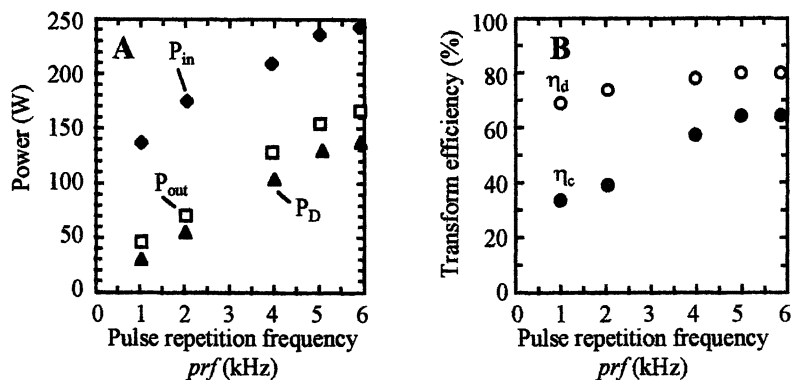 250
200
150
100
50
0
Power (W)
A
P_in
P_out
P_D
0 1 2 3 4 5 6
Pulse repetition frequency
prf (kHz)
100
80
60
40
20
0
Transform efficiency (%)
B
η_d
η_c
0 1 2 3 4 5 6
Pulse repetition frequency
prf (kHz)